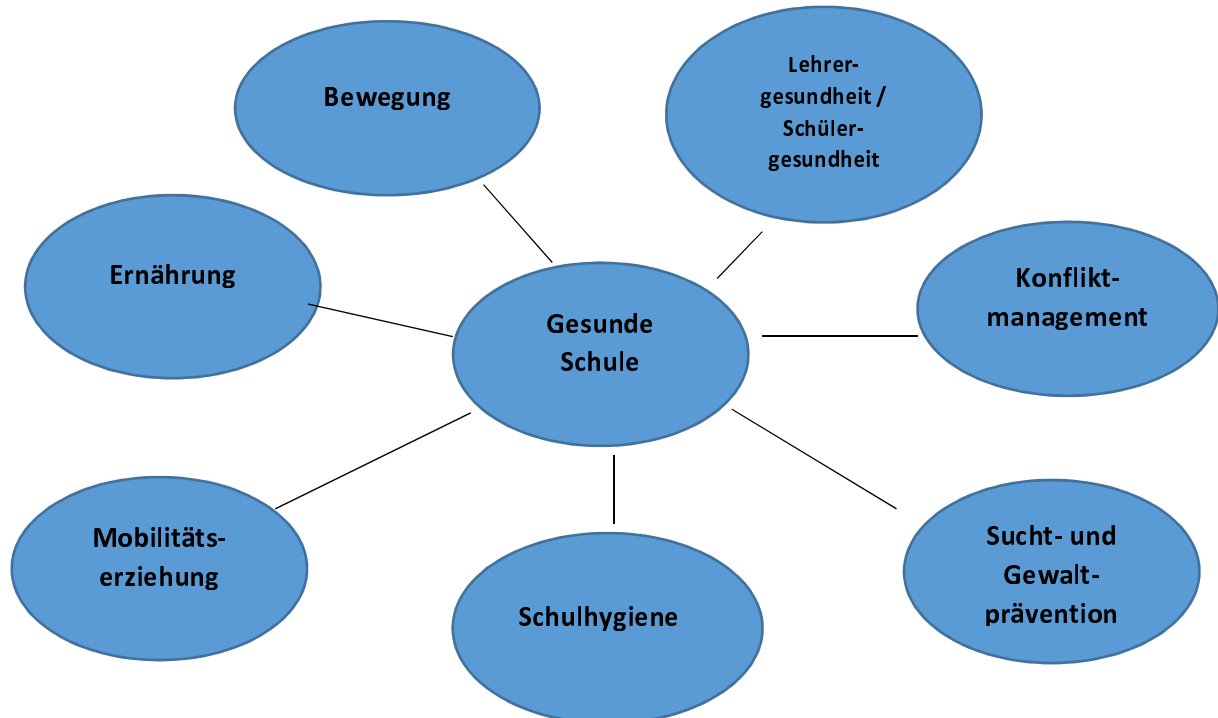 Bewegung
Lehrer-
gesundheit /
Schüler-
gesundheit
Ernährung
Konflikt-
management
Gesunde
Schule
Mobilitäts-
erziehung
Schulhygiene
Sucht- und
Gewalt-
prävention